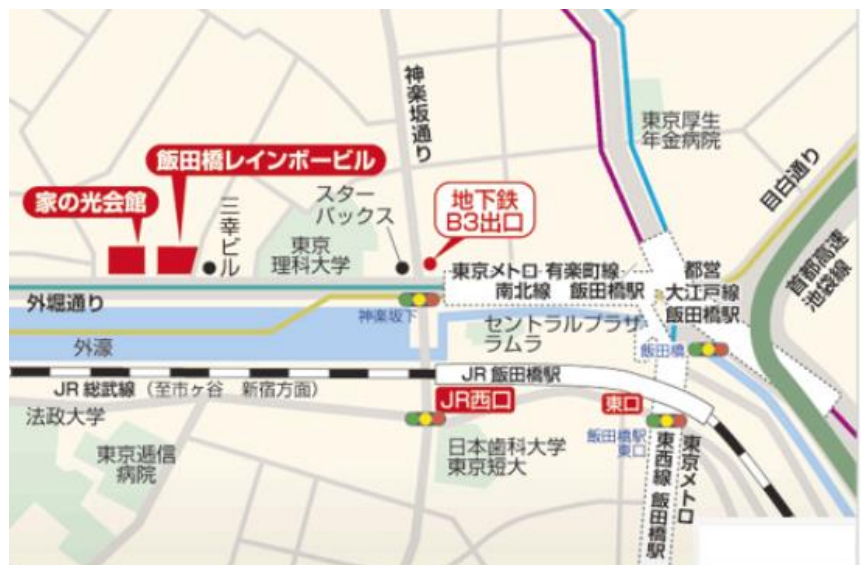 神楽坂通り
東京厚生
年金病院
目白通り
飯田橋レインボービル
家の光会館
三幸ビル
スター
バックス
地下鉄
B3出口
東京
理科大学
首都高速
池袋線
東京メトロ 有楽町線
南北線 飯田橋駅
都営
大江戸線
飯田橋駅
外堀通り
神楽坂下
セントラルプラザ
ラムラ
飯田橋
外濠
JR 飯田橋駅
JR 総武線（至市ヶ谷 新宿方面）
JR西口
東口
法政大学
飯田橋駅
東口
東京逓信
病院
日本歯科大学
東京短大
東京メトロ
東西線 飯田橋駅